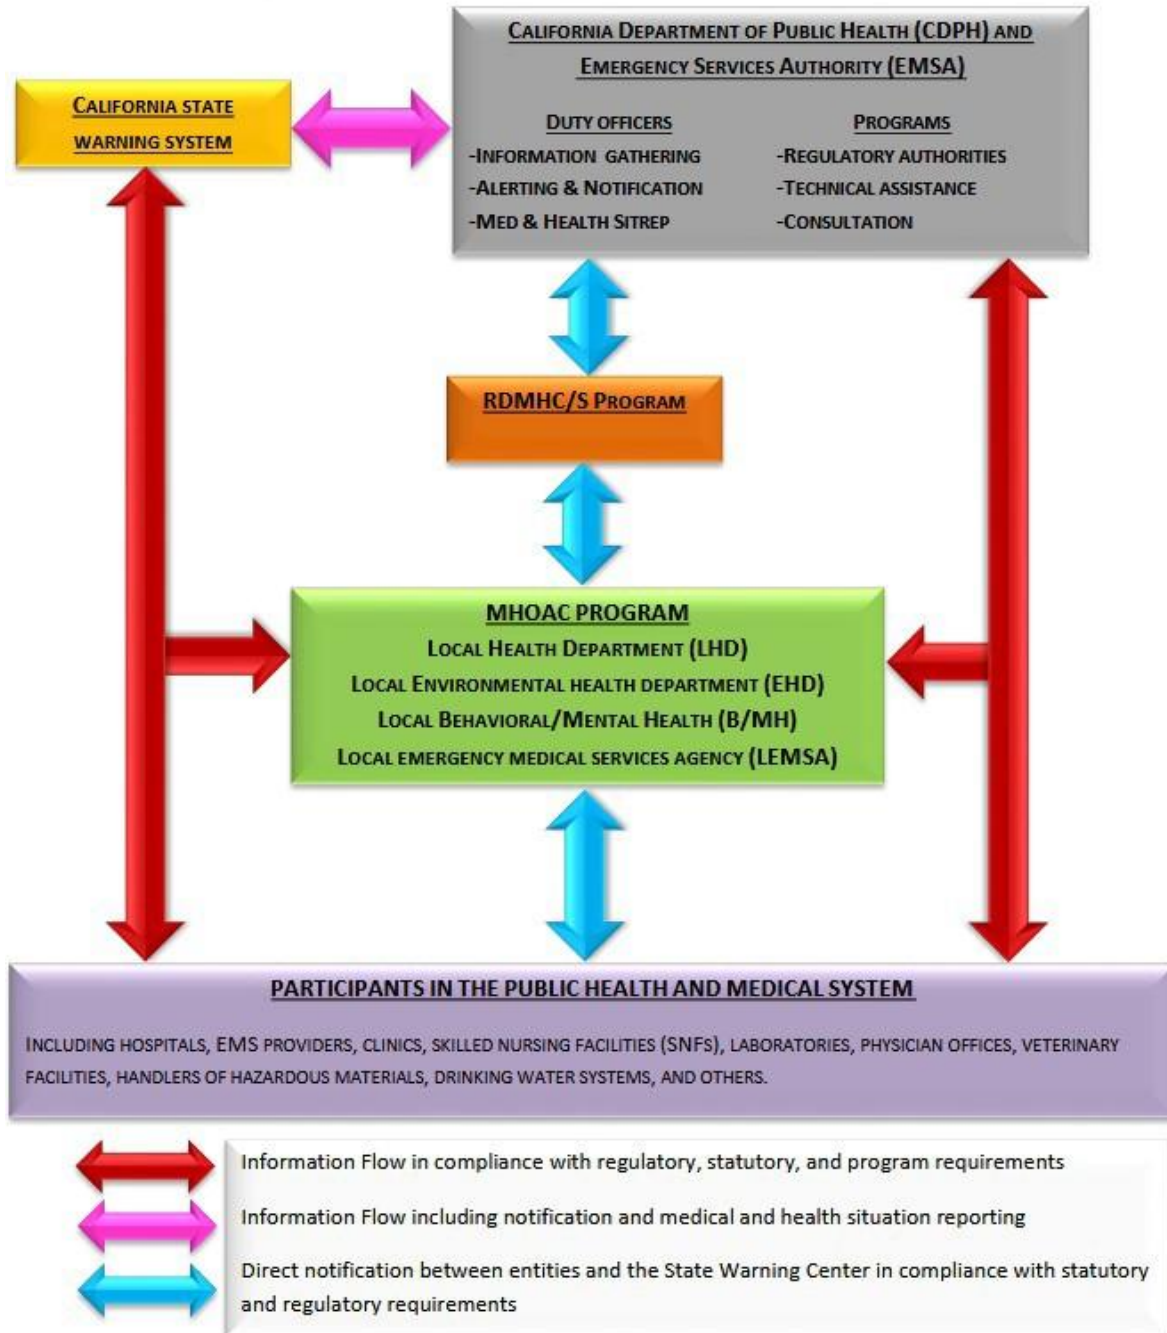 CALIFORNIA DEPARTMENT OF PUBLIC HEALTH (CDPH) AND
EMERGENCY SERVICES AUTHORITY (EMSA)
CALIFORNIA STATE
WARNING SYSTEM
DUTY OFFICERS
-INFORMATION GATHERING
-ALERTING & NOTIFICATION
-MED & HEALTH SITREP
PROGRAMS
-REGULATORY AUTHORITIES
-TECHNICAL ASSISTANCE
-CONSULTATION
RDMHC/S PROGRAM
MHOAC PROGRAM
LOCAL HEALTH DEPARTMENT (LHD)
LOCAL ENVIRONMENTAL HEALTH DEPARTMENT (EHD)
LOCAL BEHAVIORAL/MENTAL HEALTH (B/MH)
LOCAL EMERGENCY MEDICAL SERVICES AGENCY (LEMSA)
PARTICIPANTS IN THE PUBLIC HEALTH AND MEDICAL SYSTEM
INCLUDING HOSPITALS, EMS PROVIDERS, CLINICS, SKILLED NURSING FACILITIES (SNFS), LABORATORIES, PHYSICIAN OFFICES, VETERINARY
FACILITIES, HANDLERS OF HAZARDOUS MATERIALS, DRINKING WATER SYSTEMS, AND OTHERS.
Information Flow in compliance with regulatory, statutory, and program requirements
Information Flow including notification and medical and health situation reporting
Direct notification between entities and the State Warning Center in compliance with statutory
and regulatory requirements